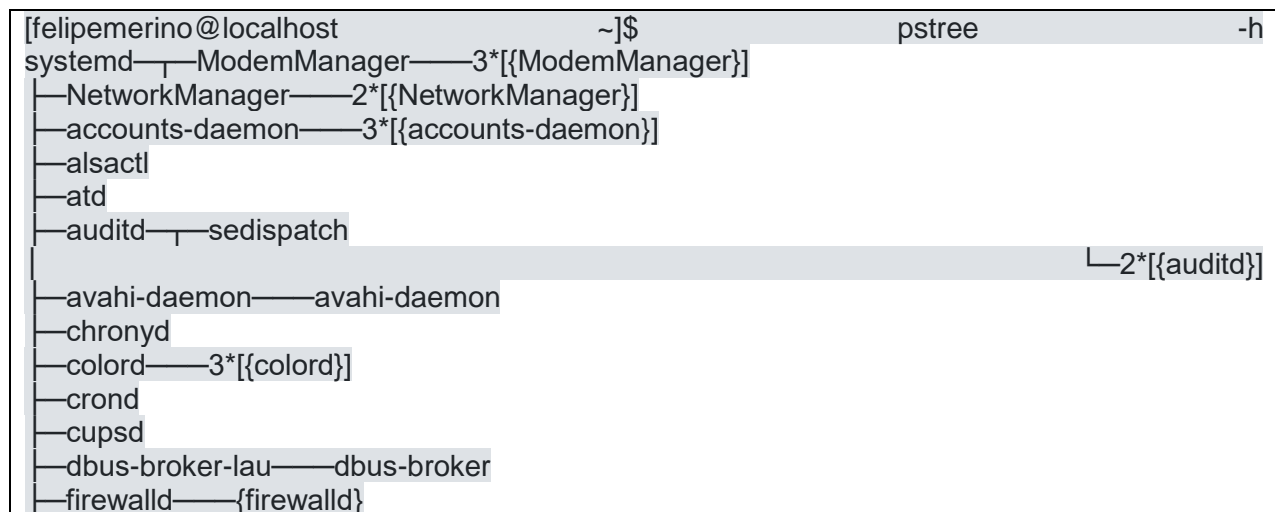 [felipemerino@localhost ~]$ pstree -h
systemd─┬─ModemManager───3*[{ModemManager}]
├─NetworkManager───2*[{NetworkManager}]
├─accounts-daemon───3*[{accounts-daemon}]
├─alsactl
├─atd
├─auditd─┬─sedispatch
│ └─2*[{auditd}]
├─avahi-daemon───avahi-daemon
├─chronyd
├─colord───3*[{colord}]
├─crond
├─cupsd
├─dbus-broker-lau───dbus-broker
├─firewalld───{firewalld}